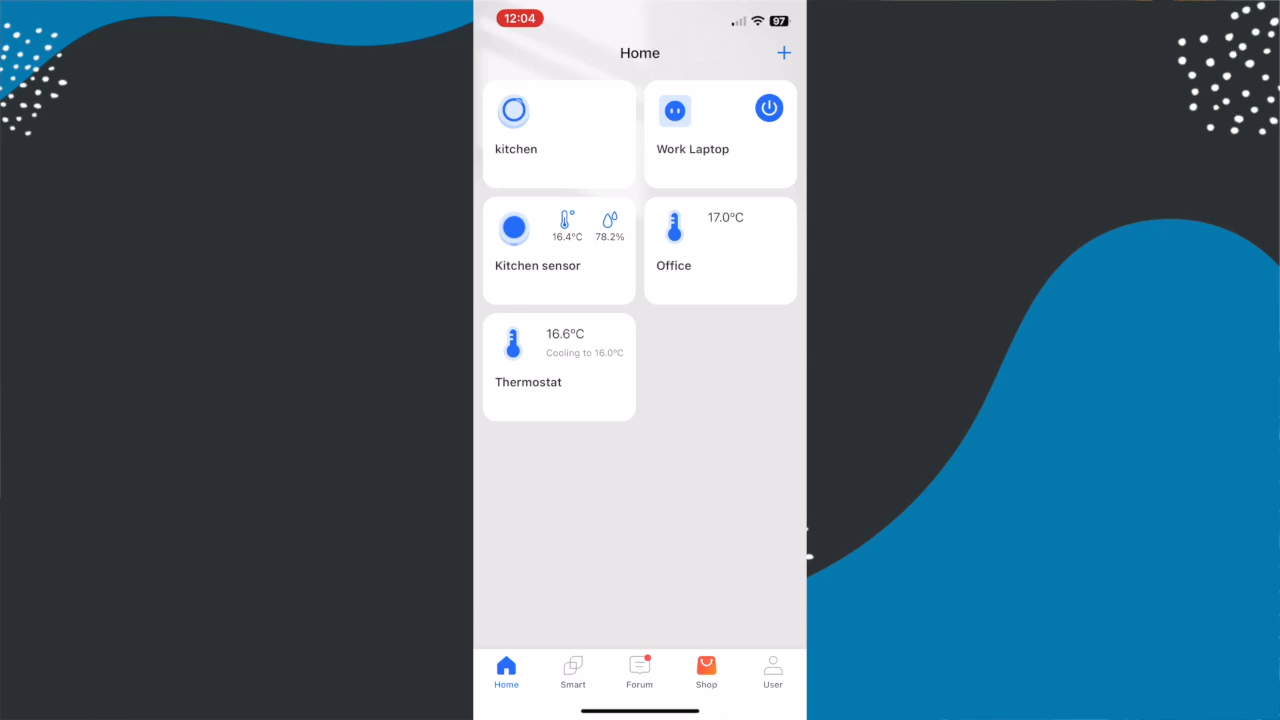 12:04
97
Home
kitchen
Work Laptop
16.4°C
78.2%
Kitchen sensor
17.0°C
Office
16.6°C
Cooling to 16.0°C
Thermostat
Home
Smart
Forum
Shop
User